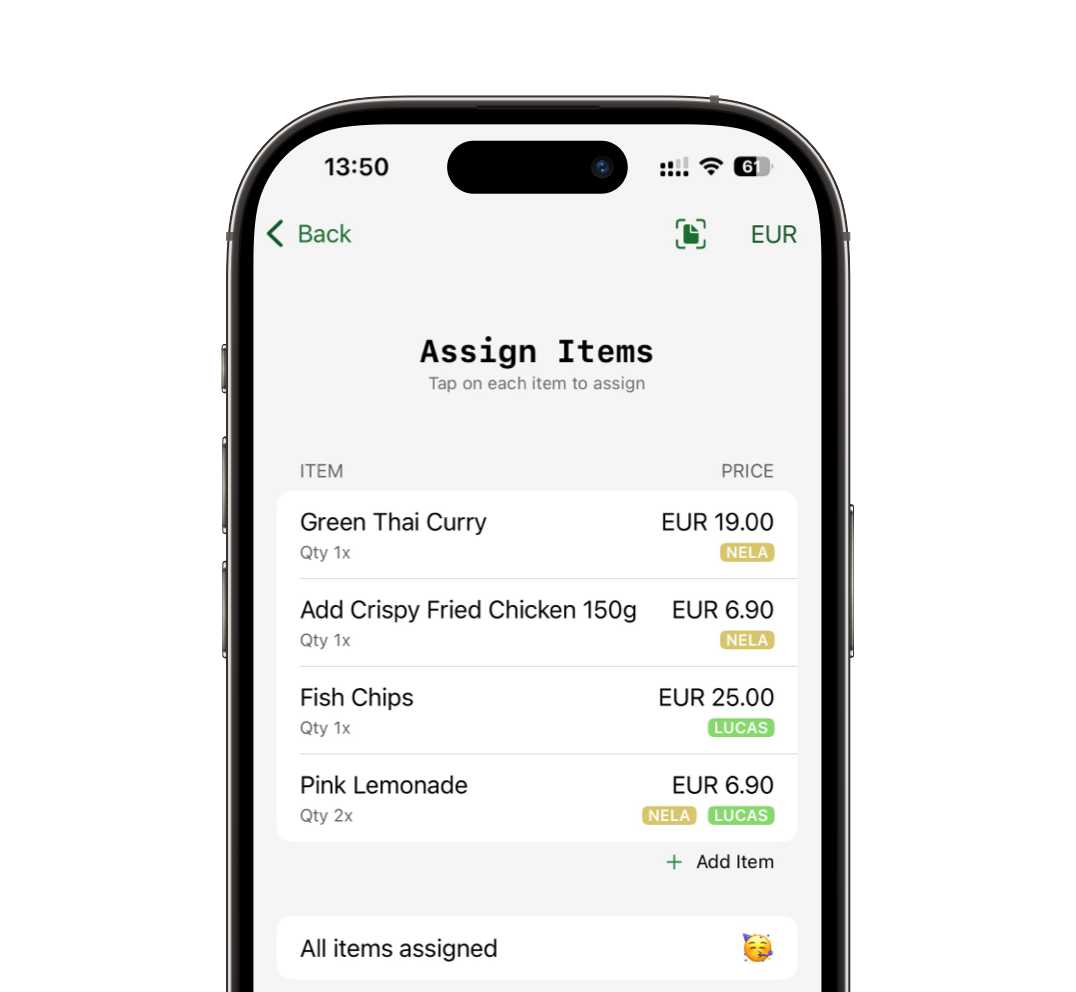 13:50 61
Back EUR
Assign Items
Tap on each item to assign
ITEM PRICE
Green Thai Curry EUR 19.00
Qty 1x NELA
Add Crispy Fried Chicken 150g EUR 6.90
Qty 1x NELA
Fish Chips EUR 25.00
Qty 1x LUCAS
Pink Lemonade EUR 6.90
Qty 2x NELA LUCAS
+ Add Item
All items assigned 🥳